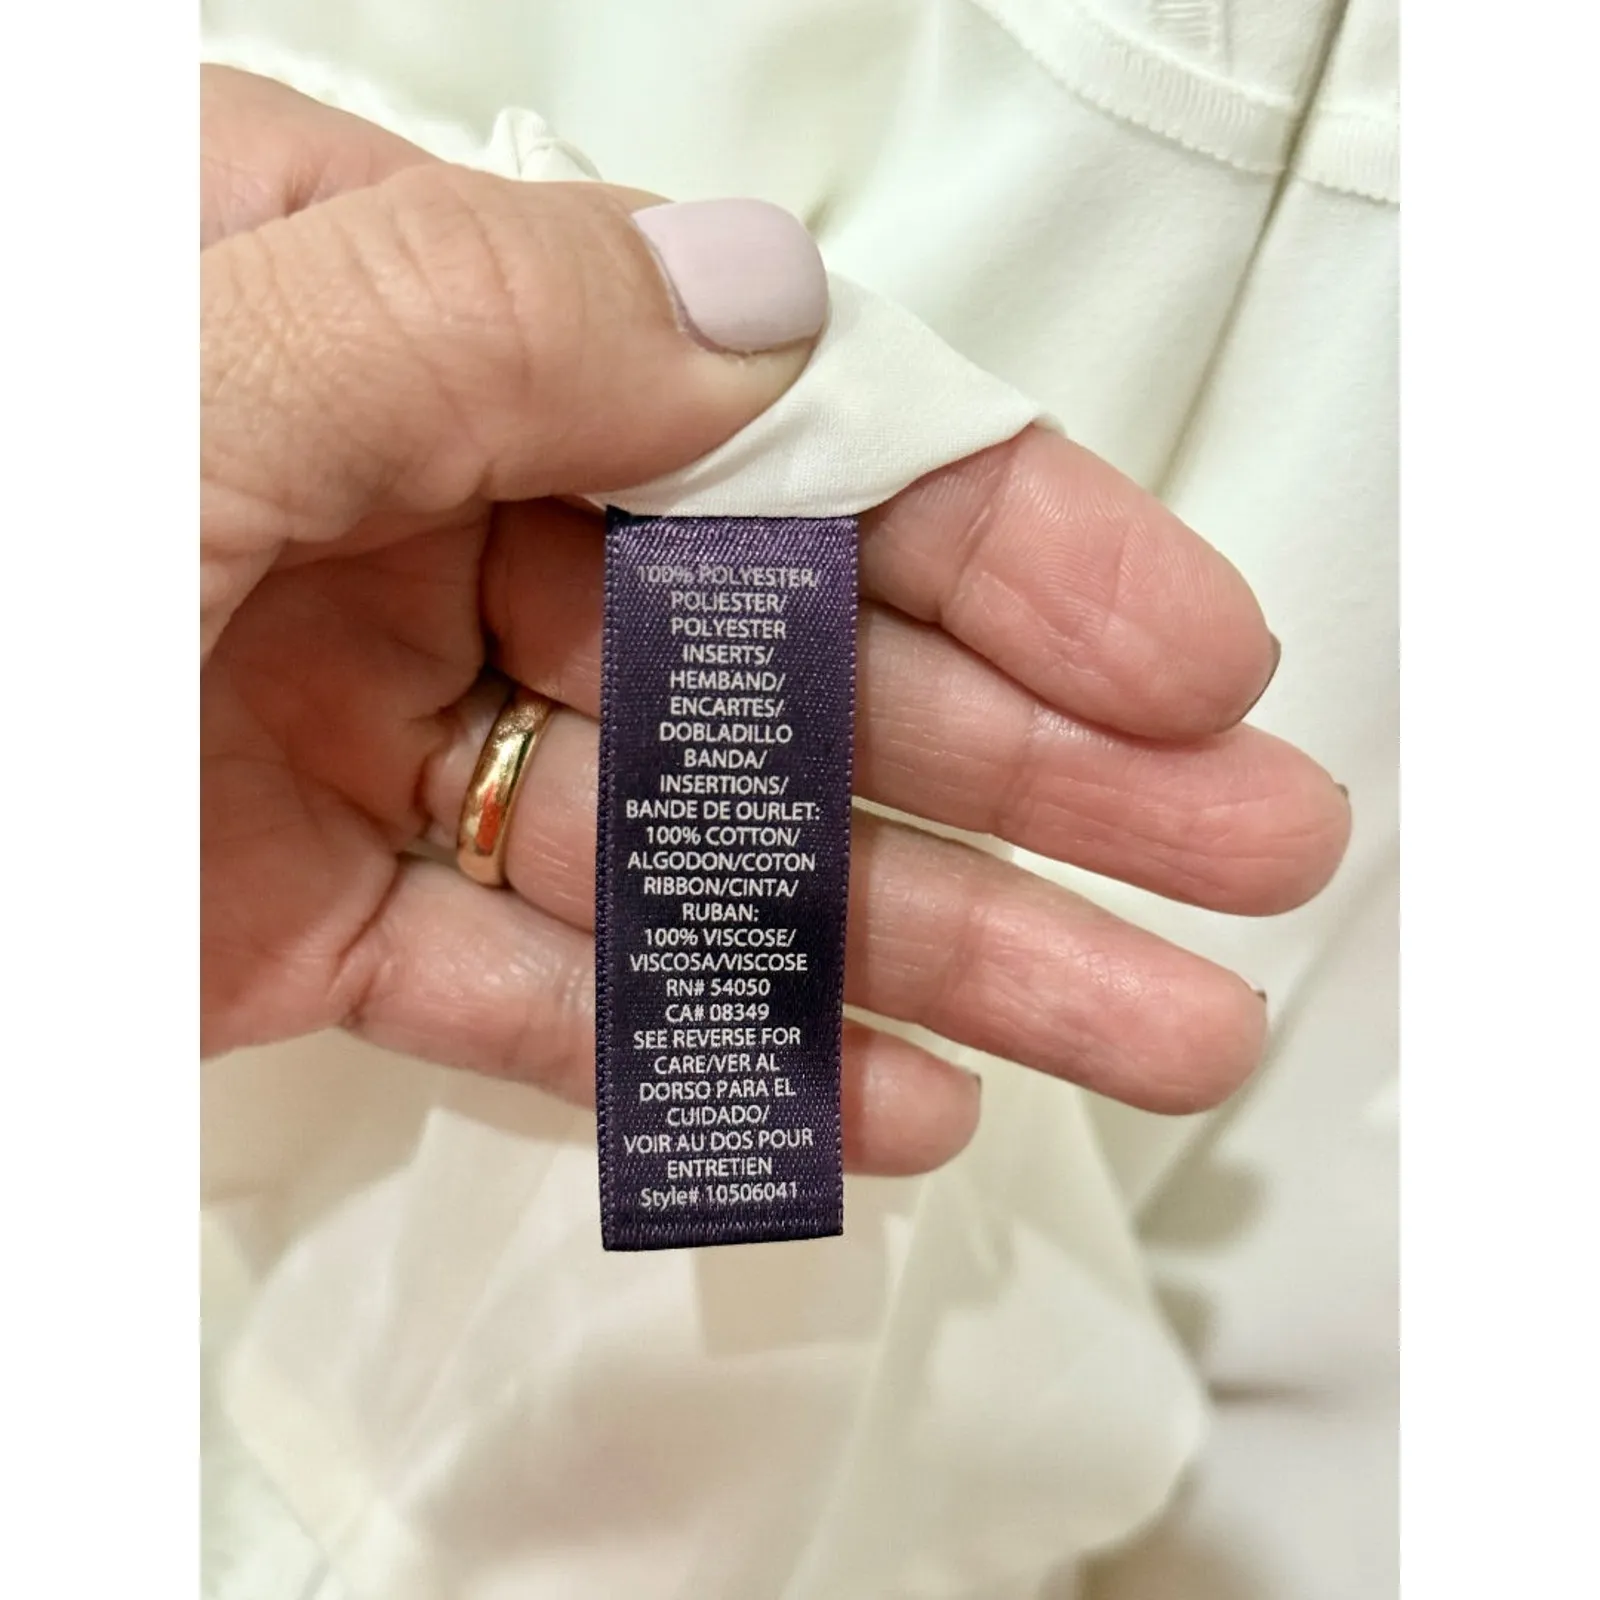 100% POLYESTER/
POLIESTER/
POLYESTER
INSERTS/
HEMBAND/
ENCARTES/
DOBLADILLO
BANDA/
INSERTIONS/
BANDE DE OURLET:
100% COTTON/
ALGODON/COTON
RIBBON/CINTA/
RUBAN:
100% VISCOSE/
VISCOSA/VISCOSE
RN# 54050
CA# 08349
SEE REVERSE FOR
CARE/VER AL
DORSO PARA EL
CUIDADO/
VOIR AU DOS POUR
ENTRETIEN
Style# 10506041